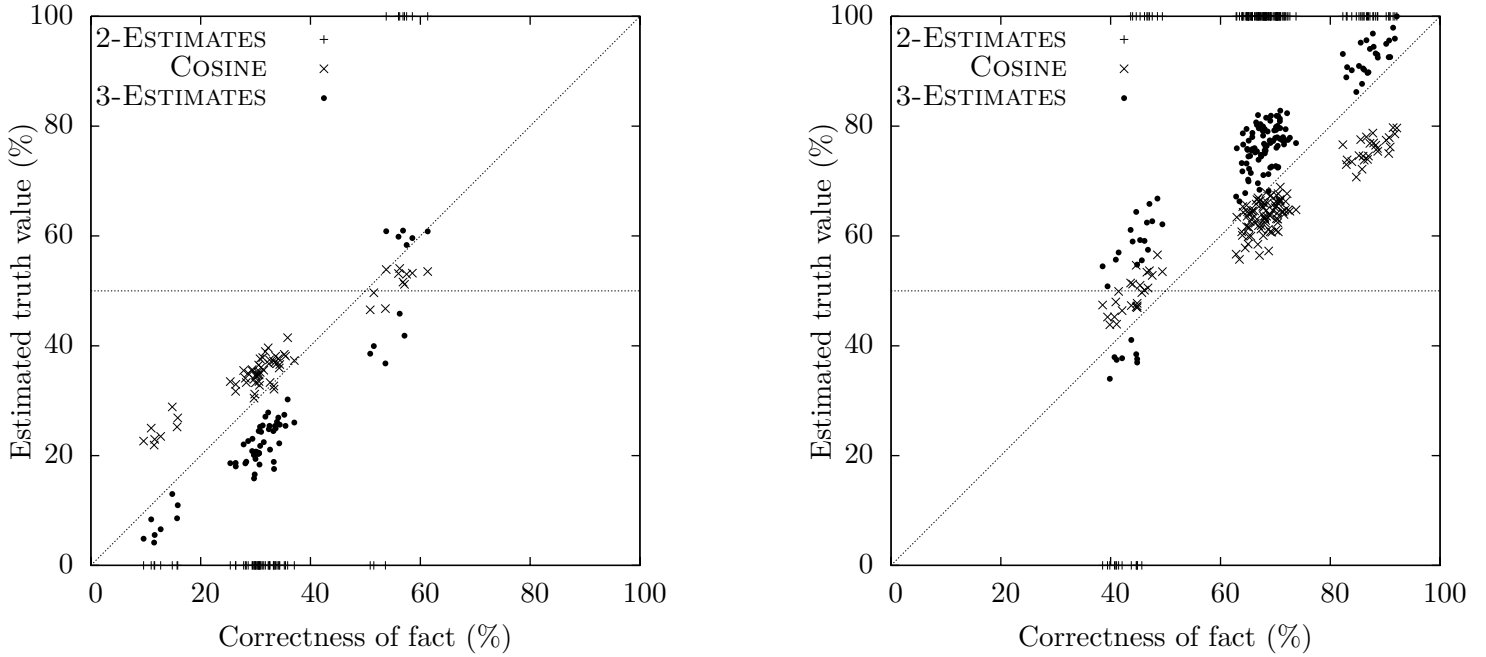 100
80
60
40
20
0
0 20 40 60 80 100
Estimated truth value (%)
Correctness of fact (%)
2-ESTIMATES
COSINE
3-ESTIMATES
100
80
60
40
20
0
0 20 40 60 80 100
Estimated truth value (%)
Correctness of fact (%)
2-ESTIMATES
COSINE
3-ESTIMATES